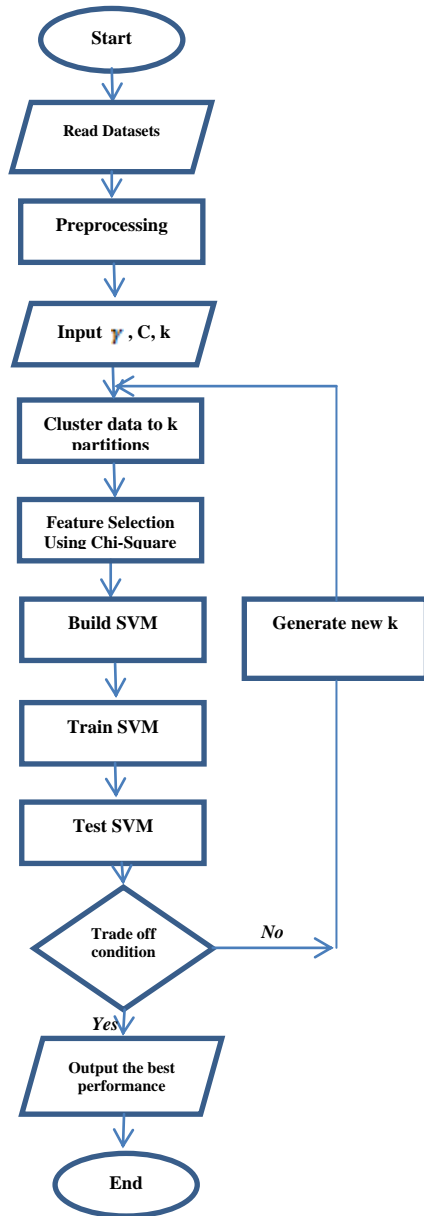 Start
Read Datasets
Preprocessing
Input γ , C, k
Cluster data to k
partitions
Feature Selection
Using Chi-Square
Build SVM
Generate new k
Train SVM
Test SVM
Trade off
condition
No
Yes
Output the best
performance
End